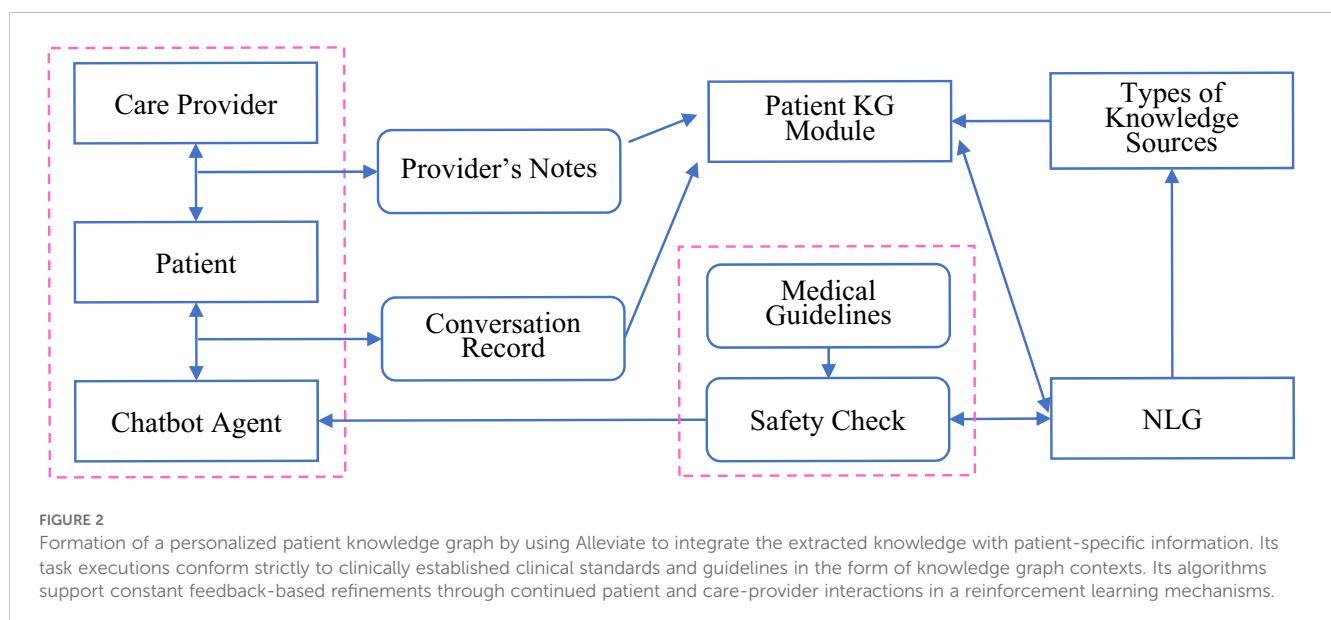 Care Provider
Provider's Notes
Patient
Conversation
Record
Chatbot Agent
Patient KG
Module
Types of
Knowledge
Sources
Medical
Guidelines
Safety Check
NLG
FIGURE 2
Formation of a personalized patient knowledge graph by using Alleviate to integrate the extracted knowledge with patient-specific information. Its
task executions conform strictly to clinically established clinical standards and guidelines in the form of knowledge graph contexts. Its algorithms
support constant feedback-based refinements through continued patient and care-provider interactions in a reinforcement learning mechanisms.